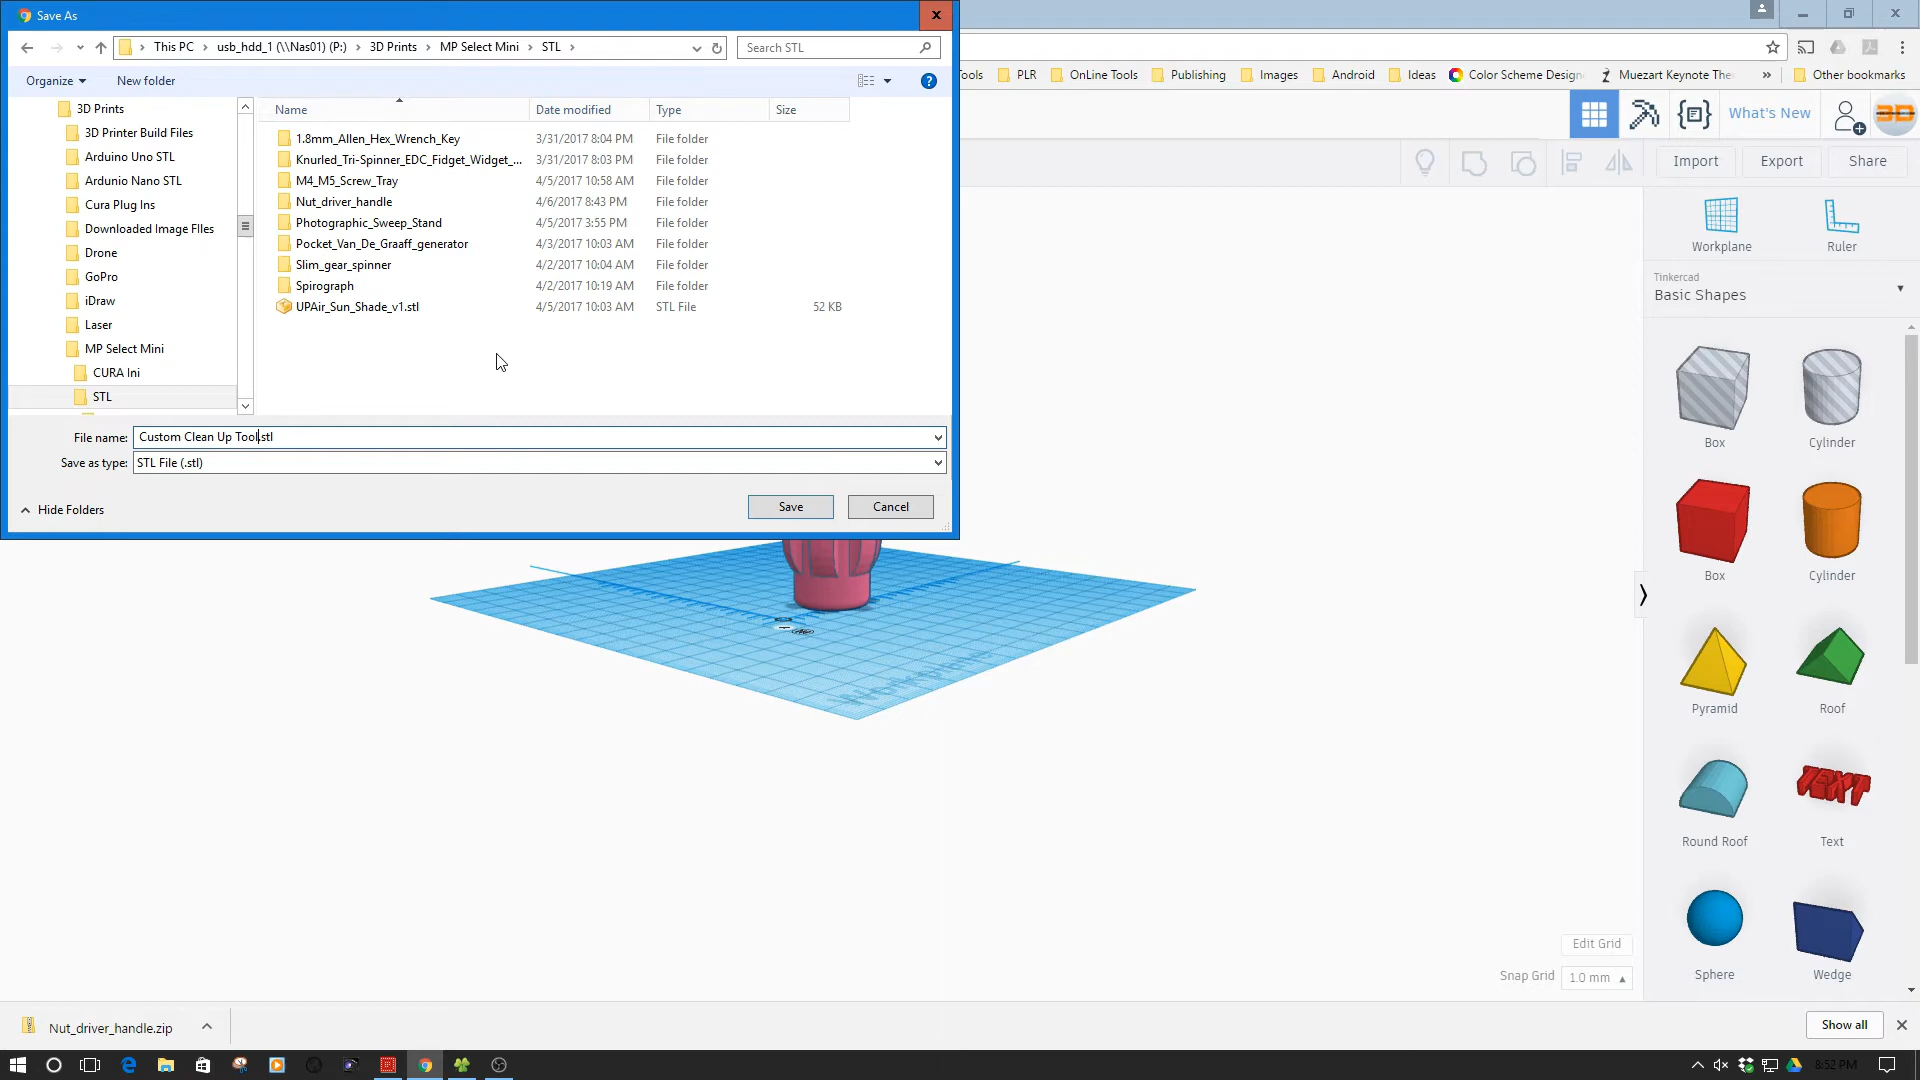 Save As
This PC > usb_hdd_1 (\\Nas01) (P:) > 3D Prints > MP Select Mini > STL >
Search STL
Organize
New folder
Name
Date modified
Type
Size
3D Prints
3D Printer Build Files
Arduino Uno STL
Ardunio Nano STL
Cura Plug Ins
Downloaded Image FIles
Drone
GoPro
iDraw
Laser
MP Select Mini
CURA Ini
STL
1.8mm_Allen_Hex_Wrench_Key 3/31/2017 8:04 PM File folder
Knurled_Tri-Spinner_EDC_Fidget_Widget_... 3/31/2017 8:03 PM File folder
M4_M5_Screw_Tray 4/5/2017 10:58 AM File folder
Nut_driver_handle 4/6/2017 8:43 PM File folder
Photographic_Sweep_Stand 4/5/2017 3:55 PM File folder
Pocket_Van_De_Graaff_generator 4/3/2017 10:03 AM File folder
Slim_gear_spinner 4/2/2017 10:04 AM File folder
Spirograph 4/2/2017 10:19 AM File folder
UPAir_Sun_Shade_v1.stl 4/5/2017 10:03 AM STL File 52 KB
File name: Custom Clean Up Tool.stl
Save as type: STL File (.stl)
Hide Folders
Save
Cancel
Tools PLR OnLine Tools Publishing Images Android Ideas Color Scheme Design Muezart Keynote The » Other bookmarks
What's New
3D
Import
Export
Share
Workplane
Ruler
Tinkercad
Basic Shapes
Box
Cylinder
Box
Cylinder
Pyramid
Roof
TEXT
Round Roof
Text
Sphere
Wedge
Workplane
Edit Grid
Snap Grid 1.0 mm
Nut_driver_handle.zip
Show all
8:52 PM